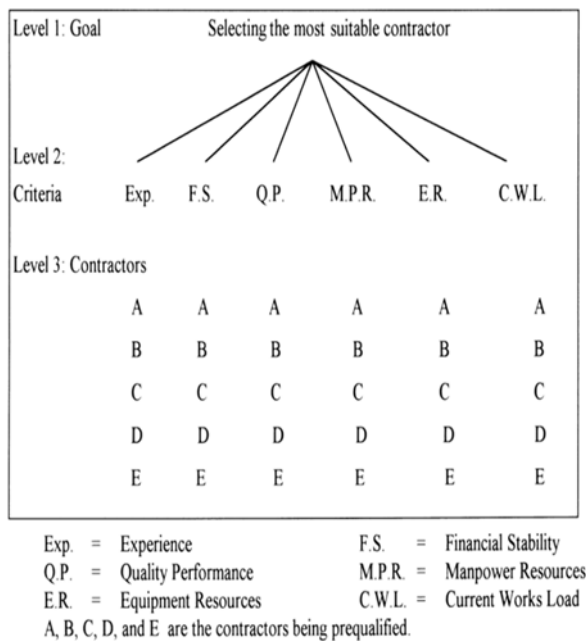 Level 1: Goal Selecting the most suitable contractor
Level 2:
Criteria Exp. F.S. Q.P. M.P.R. E.R. C.W.L.
Level 3: Contractors
A A A A A A
B B B B B B
C C C C C C
D D D D D D
E E E E E E
Exp. = Experience F.S. = Financial Stability
Q.P. = Quality Performance M.P.R. = Manpower Resources
E.R. = Equipment Resources C.W.L. = Current Works Load
A, B, C, D, and E are the contractors being prequalified.